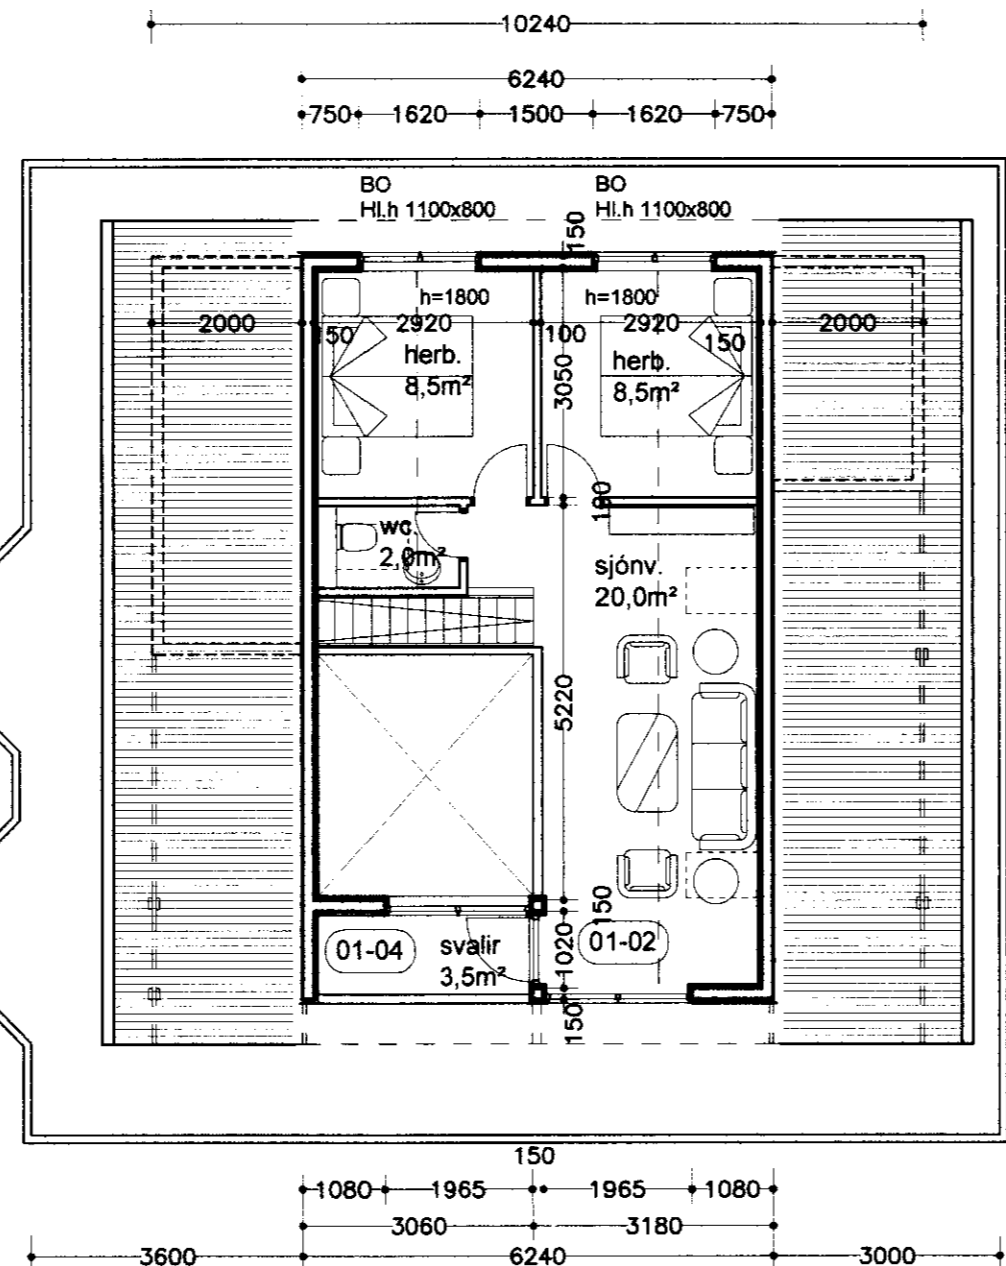 10240
6240
750 1620 1500 1620 750
BO
Hl.h 1100x800
BO
Hl.h 1100x800
150
h=1800
h=1800
2000
150
2920
100
2920
150
2000
herb.
8,5m²
herb.
8,5m²
3050
100
wc.
2,0m²
sjónv.
20,0m²
5220
150
01-04
svalir
3,5m²
1020
01-02
150
150
1080 1965 1965 1080
3060 3180
3600 6240 3000